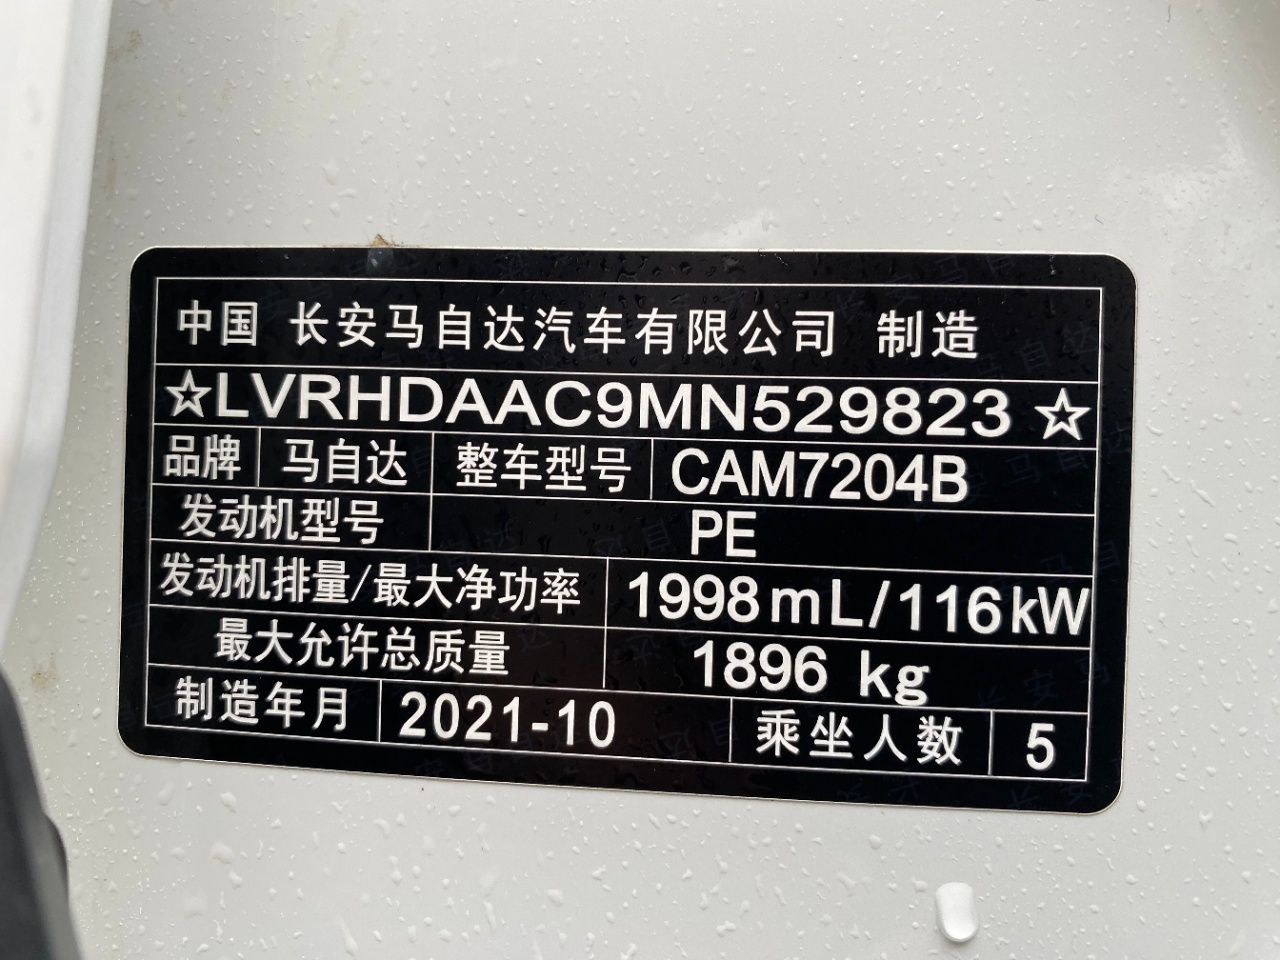 中国 长安马自达汽车有限公司 制造
☆LVRHDAAC9MN529823☆
品牌 马自达 整车型号 CAM7204B
发动机型号 PE
发动机排量/最大净功率 1998mL/116kW
最大允许总质量 1896 kg
制造年月 2021-10 乘坐人数 5